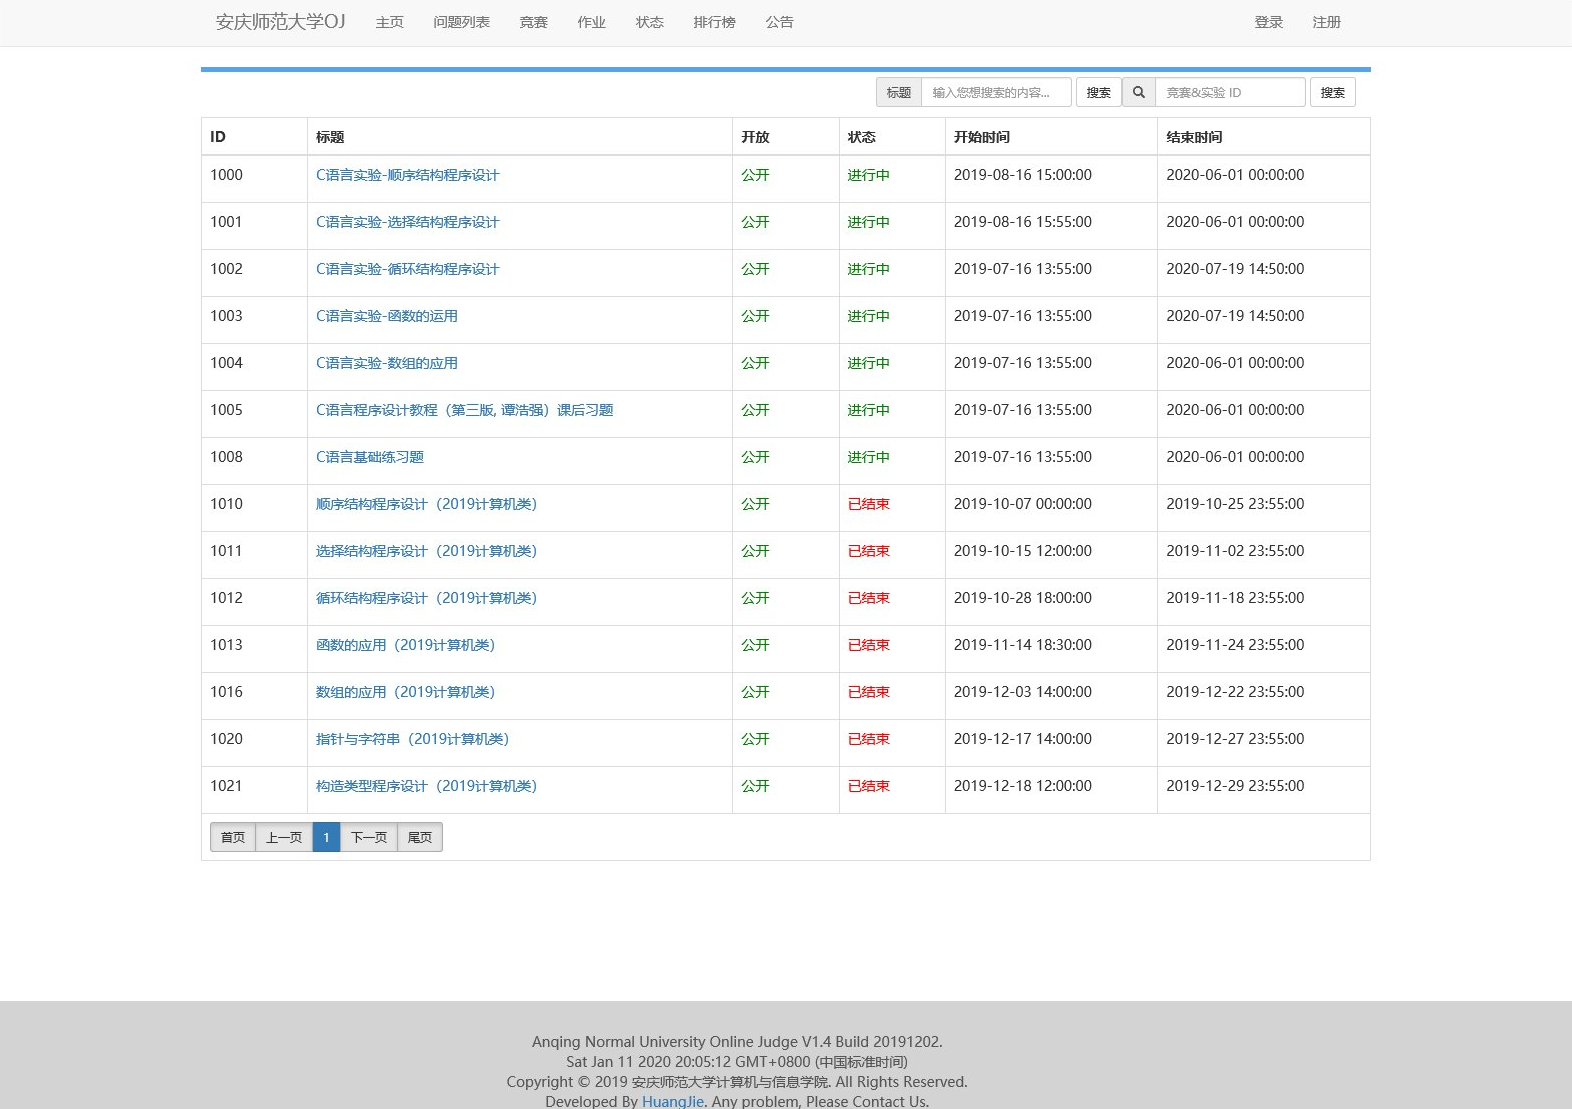 安庆师范大学OJ 主页 问题列表 竞赛 作业 状态 排行榜 公告 登录 注册
标题 输入您想搜索的内容... 搜索 竞赛&实验 ID 搜索
ID 标题 开放 状态 开始时间 结束时间
1000 C语言实验-顺序结构程序设计 公开 进行中 2019-08-16 15:00:00 2020-06-01 00:00:00
1001 C语言实验-选择结构程序设计 公开 进行中 2019-08-16 15:55:00 2020-06-01 00:00:00
1002 C语言实验-循环结构程序设计 公开 进行中 2019-07-16 13:55:00 2020-07-19 14:50:00
1003 C语言实验-函数的运用 公开 进行中 2019-07-16 13:55:00 2020-07-19 14:50:00
1004 C语言实验-数组的应用 公开 进行中 2019-07-16 13:55:00 2020-06-01 00:00:00
1005 C语言程序设计教程（第三版, 谭浩强）课后习题 公开 进行中 2019-07-16 13:55:00 2020-06-01 00:00:00
1008 C语言基础练习题 公开 进行中 2019-07-16 13:55:00 2020-06-01 00:00:00
1010 顺序结构程序设计（2019计算机类） 公开 已结束 2019-10-07 00:00:00 2019-10-25 23:55:00
1011 选择结构程序设计（2019计算机类） 公开 已结束 2019-10-15 12:00:00 2019-11-02 23:55:00
1012 循环结构程序设计（2019计算机类） 公开 已结束 2019-10-28 18:00:00 2019-11-18 23:55:00
1013 函数的应用（2019计算机类） 公开 已结束 2019-11-14 18:30:00 2019-11-24 23:55:00
1016 数组的应用（2019计算机类） 公开 已结束 2019-12-03 14:00:00 2019-12-22 23:55:00
1020 指针与字符串（2019计算机类） 公开 已结束 2019-12-17 14:00:00 2019-12-27 23:55:00
1021 构造类型程序设计（2019计算机类） 公开 已结束 2019-12-18 12:00:00 2019-12-29 23:55:00
首页 上一页 1 下一页 尾页
Anqing Normal University Online Judge V1.4 Build 20191202.
Sat Jan 11 2020 20:05:12 GMT+0800 (中国标准时间)
Copyright © 2019 安庆师范大学计算机与信息学院. All Rights Reserved.
Developed By HuangJie. Any problem, Please Contact Us.